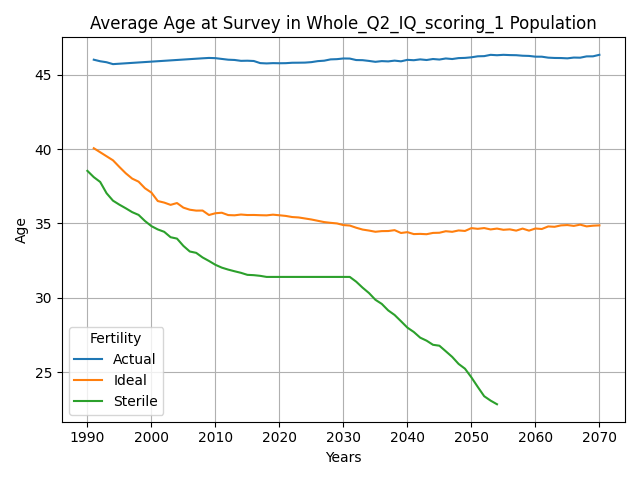 Average Age at Survey in Whole_Q2_IQ_scoring_1 Population
Age
45
40
35
30
25
Fertility
Actual
Ideal
Sterile
1990 2000 2010 2020 2030 2040 2050 2060 2070
Years